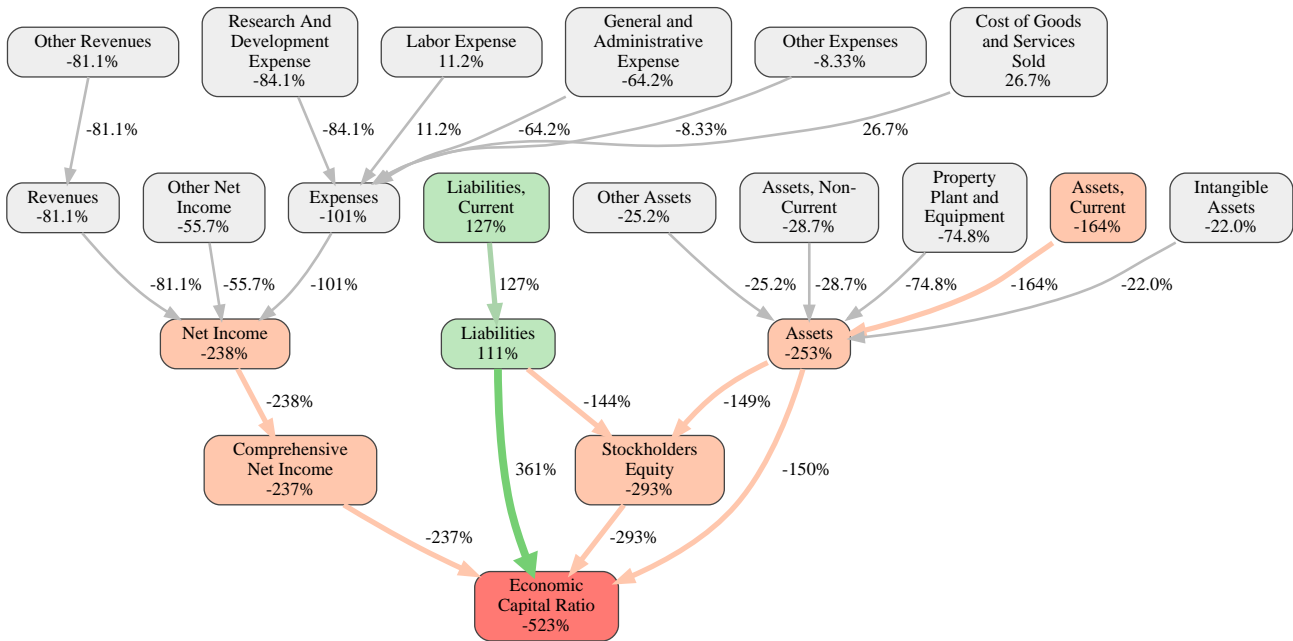 Other Revenues
-81.1%
Research And
Development
Expense
-84.1%
Labor Expense
11.2%
General and
Administrative
Expense
-64.2%
Other Expenses
-8.33%
Cost of Goods
and Services
Sold
26.7%
-81.1%
-84.1%
11.2%
-64.2%
-8.33%
26.7%
Revenues
-81.1%
Other Net
Income
-55.7%
Expenses
-101%
Liabilities,
Current
127%
Other Assets
-25.2%
Assets, Non-
Current
-28.7%
Property
Plant and
Equipment
-74.8%
Assets,
Current
-164%
Intangible
Assets
-22.0%
-81.1%
-55.7%
-101%
127%
-25.2%
-28.7%
-74.8%
-164%
-22.0%
Net Income
-238%
Liabilities
111%
Assets
-253%
-238%
-144%
-149%
Comprehensive
Net Income
-237%
361%
Stockholders
Equity
-293%
-150%
-237%
-293%
Economic
Capital Ratio
-523%